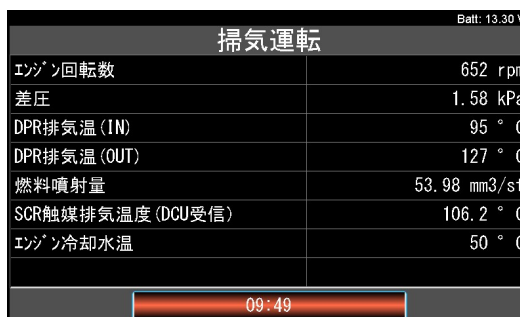 Batt: 13.30 V
掃気運転
エンジン回転数 652 rpm
差圧 1.58 kPa
DPR排気温(IN) 95 ° C
DPR排気温(OUT) 127 ° C
燃料噴射量 53.98 mm3/st
SCR触媒排気温度(DCU受信) 106.2 ° C
エンジン冷却水温 50 ° C
09:49